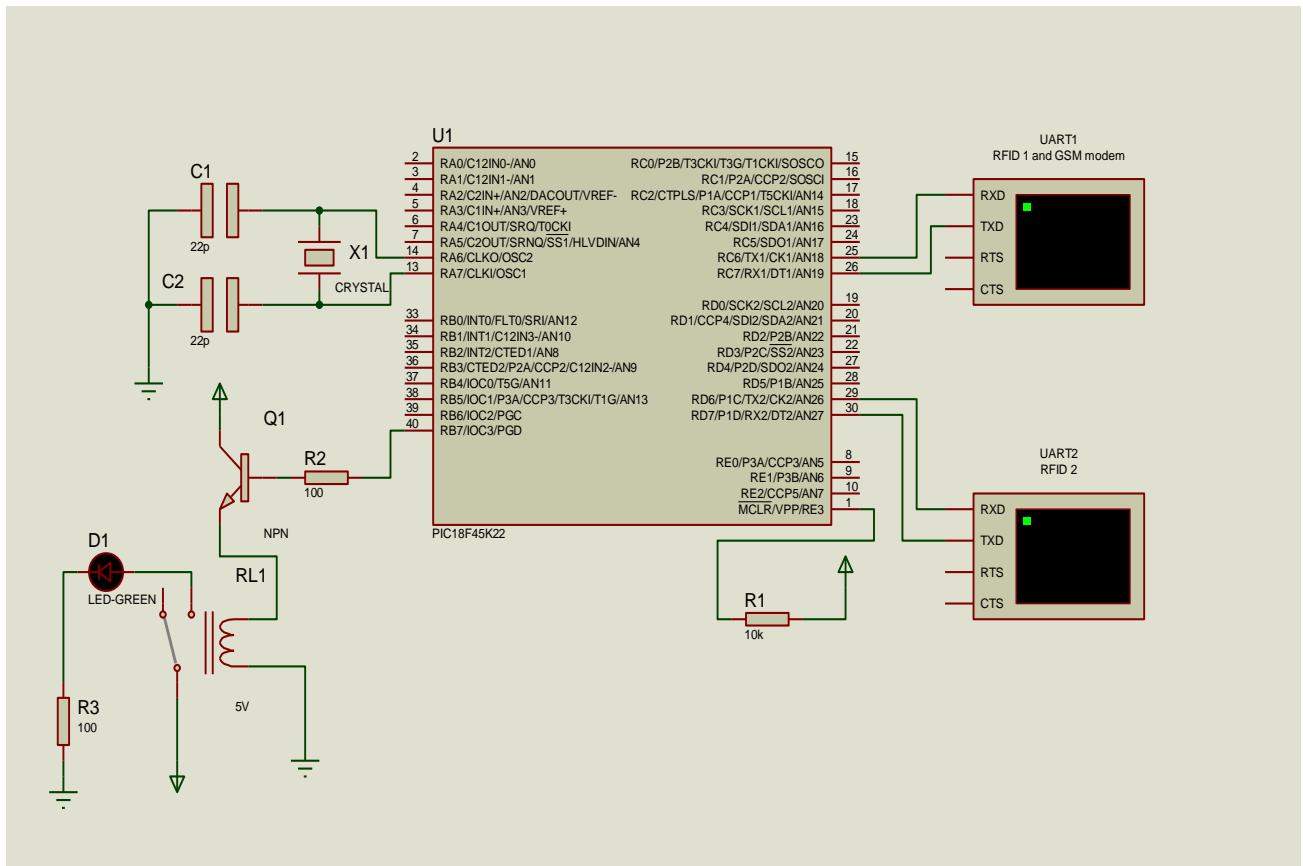 U1
2 RA0/C12IN0-/AN0
3 RA1/C12IN1-/AN1
4 RA2/C2IN+/AN2/DACOUT/VREF-
5 RA3/C1IN+/AN3/VREF+
6 RA4/C1OUT/SRQ/T0CKI
7 RA5/C2OUT/SRNQ/SS1/HLVDIN/AN4
14 RA6/CLKO/OSC2
13 RA7/CLKI/OSC1
33 RB0/INT0/FLT0/SRI/AN12
34 RB1/INT1/C12IN3-/AN10
35 RB2/INT2/CTED1/AN8
36 RB3/CTED2/P2A/CCP2/C12IN2-/AN9
37 RB4/IOC0/T5G/AN11
38 RB5/IOC1/P3A/CCP3/T3CKI/T1G/AN13
39 RB6/IOC2/PGC
40 RB7/IOC3/PGD
RC0/P2B/T3CKI/T3G/T1CKI/SOSCO 15
RC1/P2A/CCP2/SOSCI 16
RC2/CTPLS/P1A/CCP1/T5CKI/AN14 17
RC3/SCK1/SCL1/AN15 18
RC4/SDI1/SDA1/AN16 23
RC5/SDO1/AN17 24
RC6/TX1/CK1/AN18 25
RC7/RX1/DT1/AN19 26
RD0/SCK2/SCL2/AN20 19
RD1/CCP4/SDI2/SDA2/AN21 20
RD2/P2B/AN22 21
RD3/P2C/SS2/AN23 22
RD4/P2D/SDO2/AN24 27
RD5/P1B/AN25 28
RD6/P1C/TX2/CK2/AN26 29
RD7/P1D/RX2/DT2/AN27 30
RE0/P3A/CCP3/AN5 8
RE1/P3B/AN6 9
RE2/CCP5/AN7 10
MCLR/VPP/RE3 1
PIC18F45K22
C1
22p
C2
22p
X1
CRYSTAL
Q1
NPN
R2
100
D1
LED-GREEN
RL1
5V
R3
100
R1
10k
UART1
RFID 1 and GSM modem
RXD
TXD
RTS
CTS
UART2
RFID 2
RXD
TXD
RTS
CTS